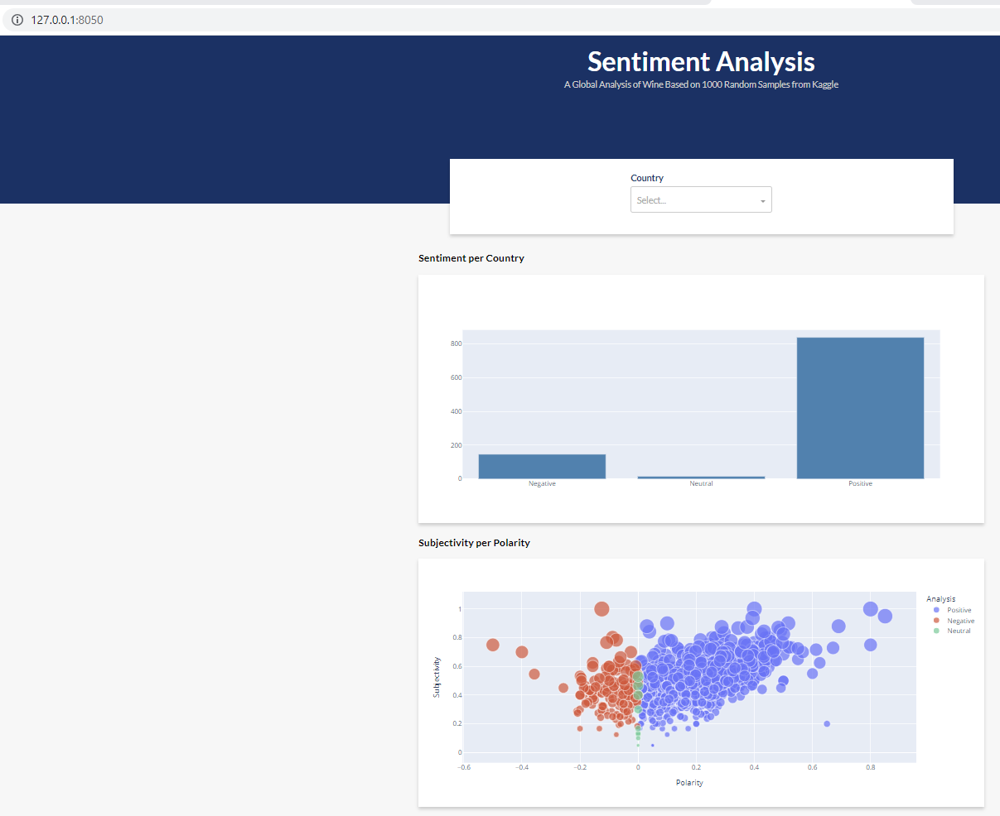 127.0.0.1:8050
Sentiment Analysis
A Global Analysis of Wine Based on 1000 Random Samples from Kaggle
Country
Select...
Sentiment per Country
800
600
400
200
0
Negative Neutral Positive
Subjectivity per Polarity
Analysis
Positive
Negative
Neutral
1
0.8
0.6
0.4
0.2
0
Subjectivity
−0.6 −0.4 −0.2 0 0.2 0.4 0.6 0.8
Polarity